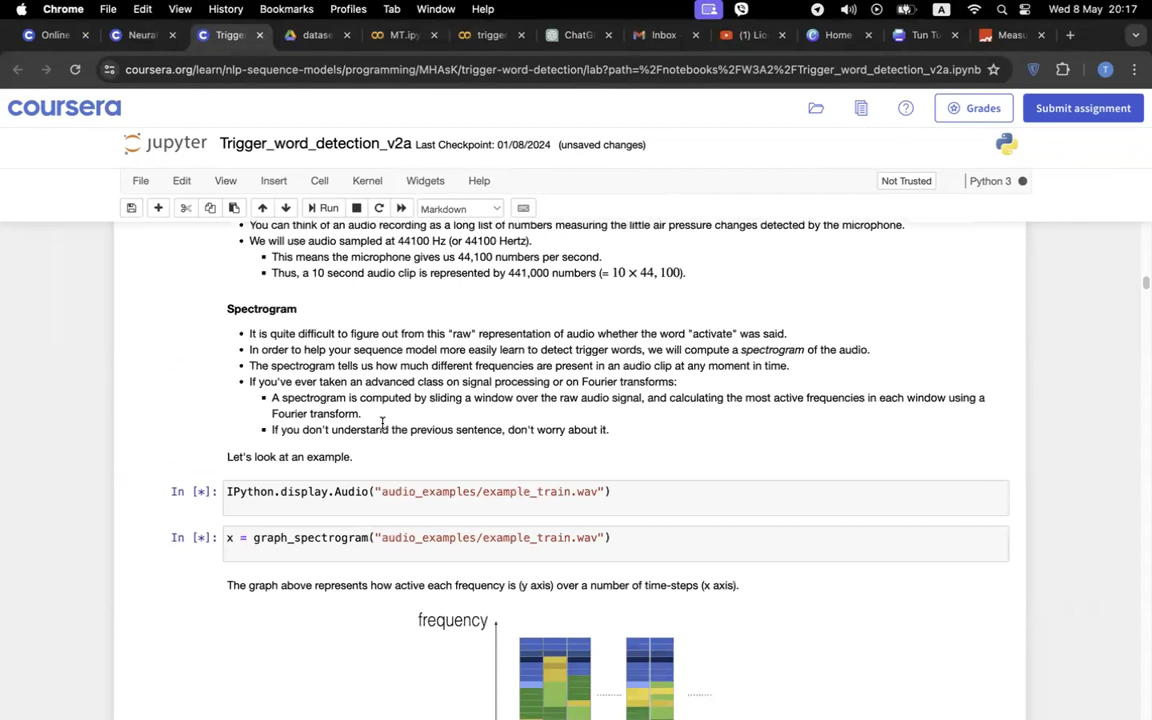 Chrome File Edit View History Bookmarks Profiles Tab Window Help A Wed 8 May 20:17
Online Neural Trigge datase MT.ipy trigger ChatG Inbox (1) Lio Home Tun Tu Measu
coursera.org/learn/nlp-sequence-models/programming/MHAsK/trigger-word-detection/lab?path=%2Fnotebooks%2FW3A2%2FTrigger_word_detection_v2a.ipynb T
coursera Grades Submit assignment
jupyter Trigger_word_detection_v2a Last Checkpoint: 01/08/2024 (unsaved changes)
File Edit View Insert Cell Kernel Widgets Help Not Trusted Python 3
Run Markdown
• You can think of an audio recording as a long list of numbers measuring the little air pressure changes detected by the microphone.
• We will use audio sampled at 44100 Hz (or 44100 Hertz).
▪ This means the microphone gives us 44,100 numbers per second.
▪ Thus, a 10 second audio clip is represented by 441,000 numbers (= 10 × 44, 100).
Spectrogram
• It is quite difficult to figure out from this "raw" representation of audio whether the word "activate" was said.
• In order to help your sequence model more easily learn to detect trigger words, we will compute a spectrogram of the audio.
• The spectrogram tells us how much different frequencies are present in an audio clip at any moment in time.
• If you've ever taken an advanced class on signal processing or on Fourier transforms:
▪ A spectrogram is computed by sliding a window over the raw audio signal, and calculating the most active frequencies in each window using a
Fourier transform.
▪ If you don't understand the previous sentence, don't worry about it.
Let's look at an example.
In [*]: IPython.display.Audio("audio_examples/example_train.wav")
In [*]: x = graph_spectrogram("audio_examples/example_train.wav")
The graph above represents how active each frequency is (y axis) over a number of time-steps (x axis).
frequency